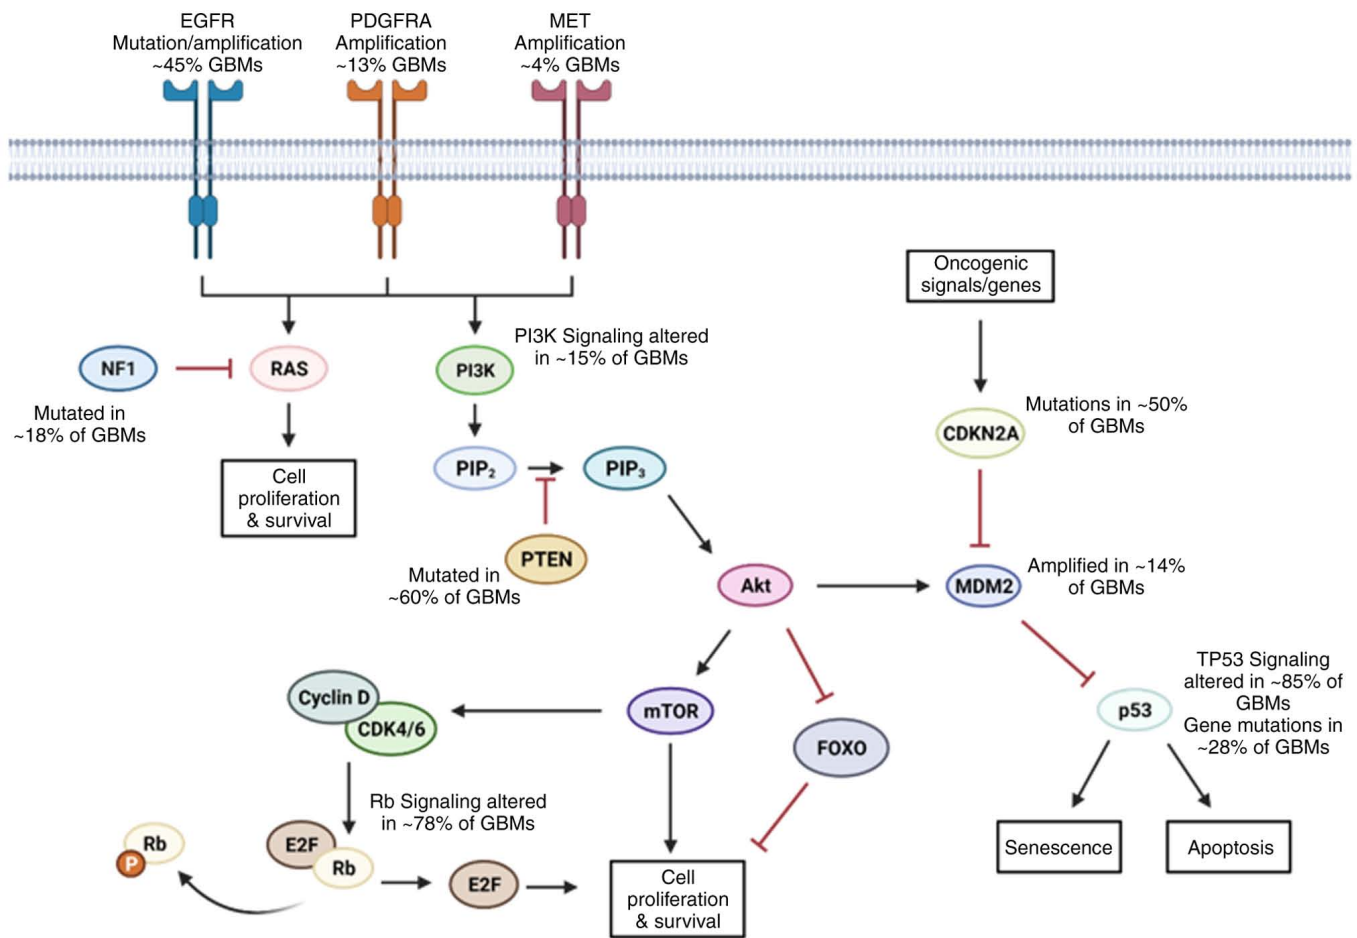 EGFR
Mutation/amplification
~45% GBMs
PDGFRA
Amplification
~13% GBMs
MET
Amplification
~4% GBMs
Oncogenic
signals/genes
NF1
RAS
PI3K
PI3K Signaling altered
in ~15% of GBMs
Mutated in
~18% of GBMs
CDKN2A
Mutations in ~50%
of GBMs
Cell
proliferation
& survival
PIP₂
PIP₃
PTEN
Mutated in
~60% of GBMs
Akt
MDM2
Amplified in ~14%
of GBMs
Cyclin D
CDK4/6
mTOR
FOXO
p53
TP53 Signaling
altered in ~85% of
GBMs
Gene mutations in
~28% of GBMs
Rb Signaling altered
in ~78% of GBMs
Rb
P
E2F
Rb
E2F
Cell
proliferation
& survival
Senescence
Apoptosis